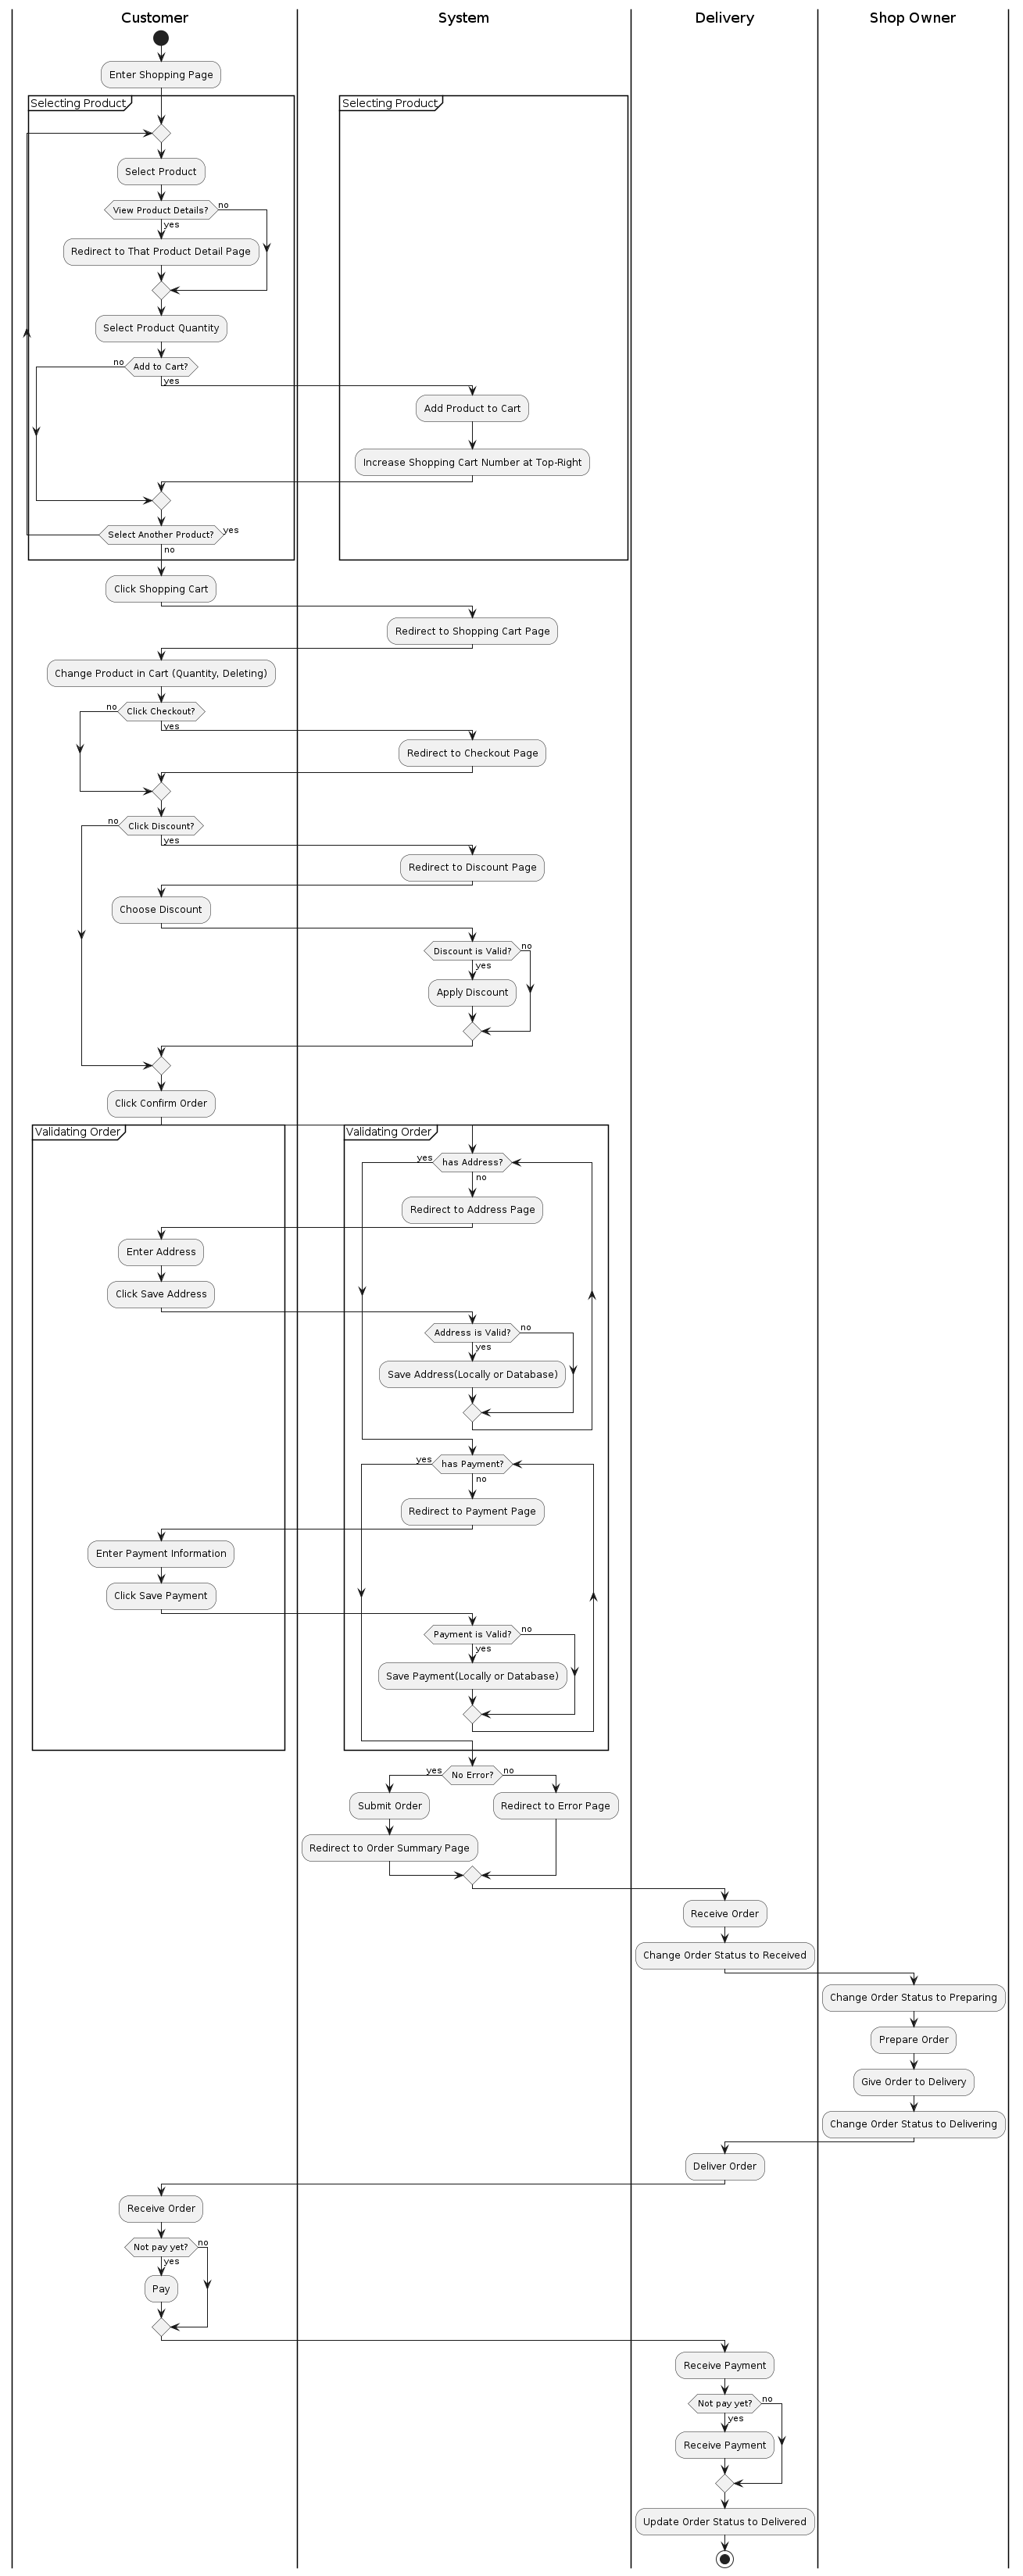 Customer
System
Delivery
Shop Owner
Enter Shopping Page
Selecting Product
Selecting Product
Select Product
View Product Details?
no
yes
Redirect to That Product Detail Page
Select Product Quantity
no
Add to Cart?
yes
Add Product to Cart
Increase Shopping Cart Number at Top-Right
Select Another Product?
yes
no
Click Shopping Cart
Redirect to Shopping Cart Page
Change Product in Cart (Quantity, Deleting)
no
Click Checkout?
yes
Redirect to Checkout Page
no
Click Discount?
yes
Redirect to Discount Page
Choose Discount
Discount is Valid?
no
yes
Apply Discount
Click Confirm Order
Validating Order
Validating Order
yes
has Address?
no
Redirect to Address Page
Enter Address
Click Save Address
Address is Valid?
no
yes
Save Address(Locally or Database)
yes
has Payment?
no
Redirect to Payment Page
Enter Payment Information
Click Save Payment
Payment is Valid?
no
yes
Save Payment(Locally or Database)
yes
No Error?
no
Submit Order
Redirect to Error Page
Redirect to Order Summary Page
Receive Order
Change Order Status to Received
Change Order Status to Preparing
Prepare Order
Give Order to Delivery
Change Order Status to Delivering
Deliver Order
Receive Order
Not pay yet?
no
yes
Pay
Receive Payment
Not pay yet?
no
yes
Receive Payment
Update Order Status to Delivered